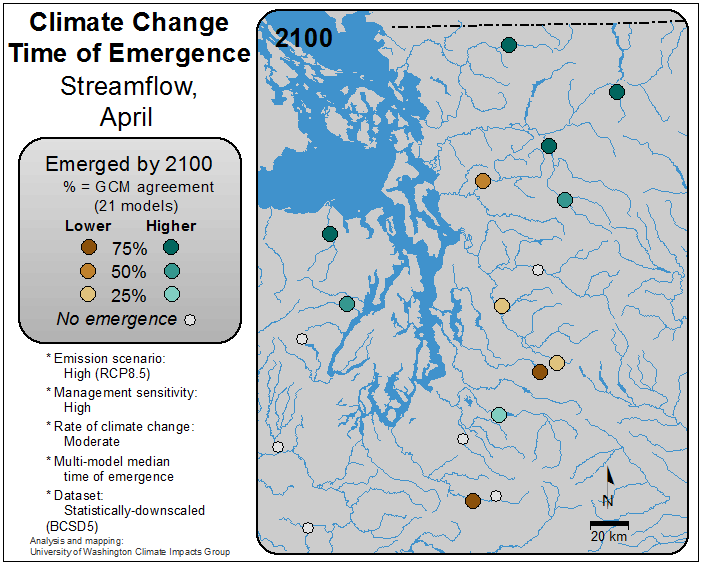 Climate Change
Time of Emergence
Streamflow,
April
Emerged by 2100
% = GCM agreement
(21 models)
Lower Higher
75%
50%
25%
No emergence
* Emission scenario:
High (RCP8.5)
* Management sensitivity:
High
* Rate of climate change:
Moderate
* Multi-model median
time of emergence
* Dataset:
Statistically-downscaled
(BCSD5)
Analysis and mapping:
University of Washington Climate Impacts Group
2100
N
20 km